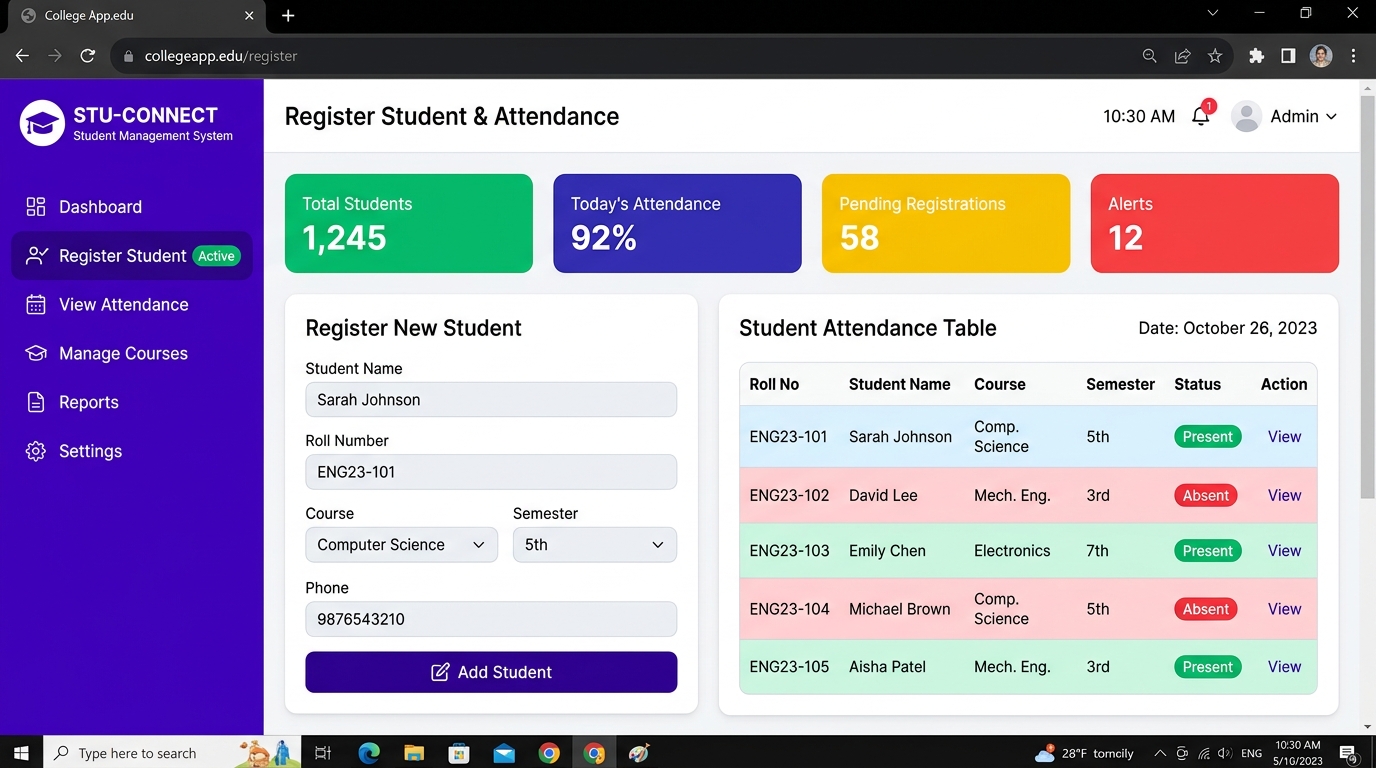 College App.edu
collegeapp.edu/register
STU-CONNECT
Student Management System
Dashboard
Register Student Active
View Attendance
Manage Courses
Reports
Settings
Register Student & Attendance
10:30 AM 1 Admin
Total Students
1,245
Today's Attendance
92%
Pending Registrations
58
Alerts
12
Register New Student
Student Name
Sarah Johnson
Roll Number
ENG23-101
Course Semester
Computer Science 5th
Phone
9876543210
Add Student
Student Attendance Table Date: October 26, 2023
Roll No Student Name Course Semester Status Action
ENG23-101 Sarah Johnson Comp. Science 5th Present View
ENG23-102 David Lee Mech. Eng. 3rd Absent View
ENG23-103 Emily Chen Electronics 7th Present View
ENG23-104 Michael Brown Comp. Science 5th Absent View
ENG23-105 Aisha Patel Mech. Eng. 3rd Present View
Type here to search
28°F tomcily
ENG
10:30 AM
5/10/2023